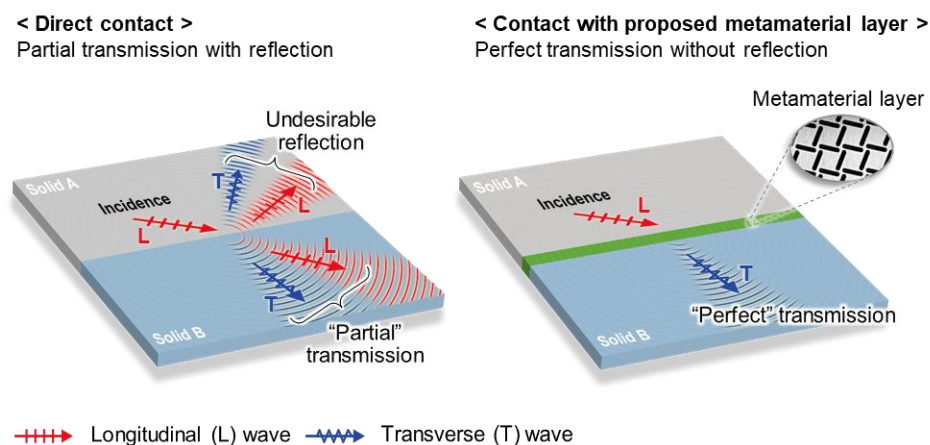 < Direct contact >
Partial transmission with reflection
< Contact with proposed metamaterial layer >
Perfect transmission without reflection
Undesirable
reflection
Solid A
T
Incidence
L
L
T
Solid B
“Partial”
transmission
Metamaterial layer
Solid A
Incidence
L
T
“Perfect” transmission
Solid B
Longitudinal (L) wave
Transverse (T) wave